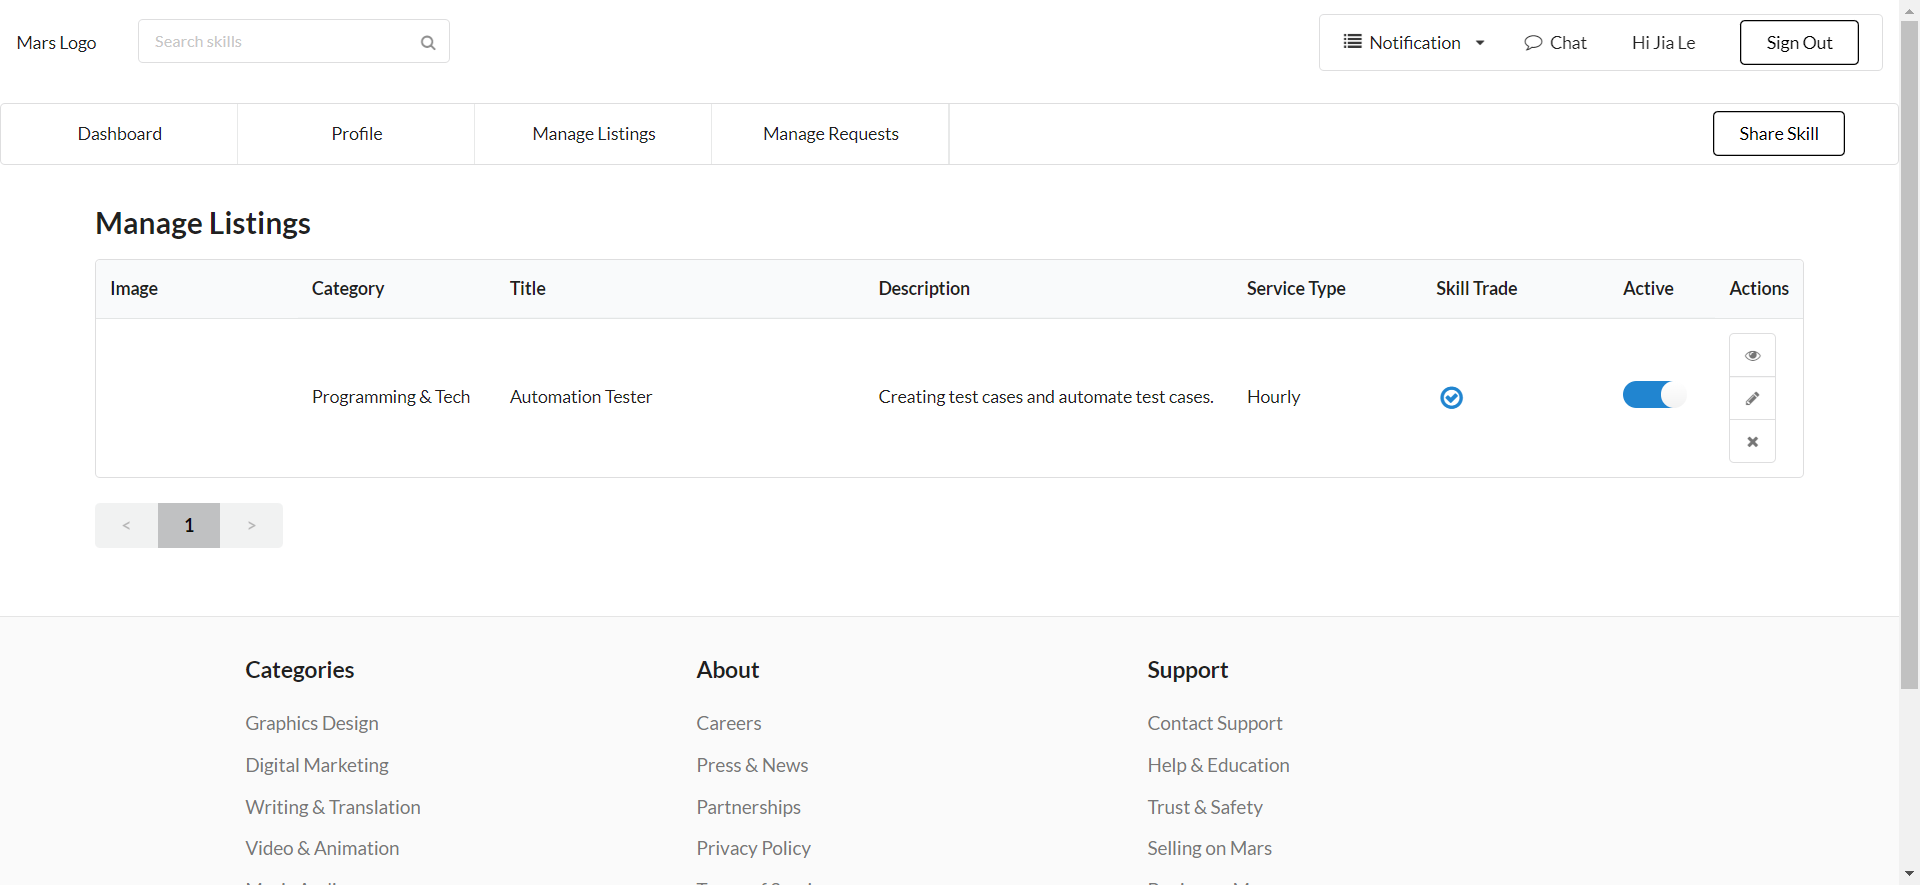 Mars Logo
Search skills
Notification
Chat
Hi Jia Le
Sign Out
Dashboard
Profile
Manage Listings
Manage Requests
Share Skill
Manage Listings
Image Category Title Description Service Type Skill Trade Active Actions
Programming & Tech Automation Tester Creating test cases and automate test cases. Hourly
< 1 >
Categories
Graphics Design
Digital Marketing
Writing & Translation
Video & Animation
About
Careers
Press & News
Partnerships
Privacy Policy
Support
Contact Support
Help & Education
Trust & Safety
Selling on Mars